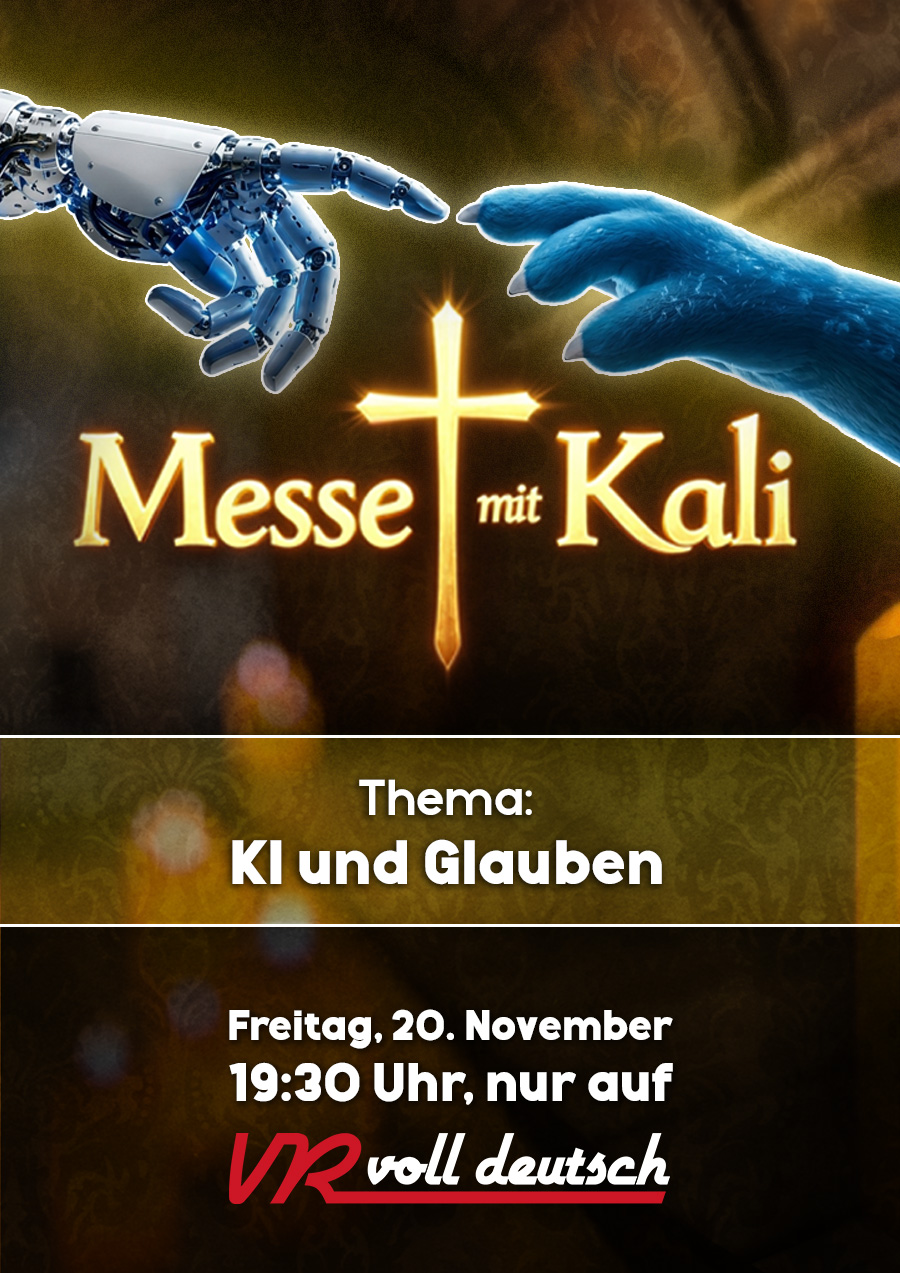 Messe mit Kali
Thema:
KI und Glauben
Freitag, 20. November
19:30 Uhr, nur auf
VR voll deutsch